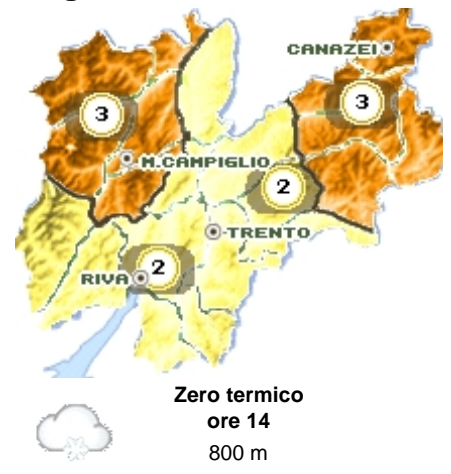 CANAZEI
3
3
M.CAMPIGLIO
2
TRENTO
2
RIVA
Zero termico
ore 14
800 m